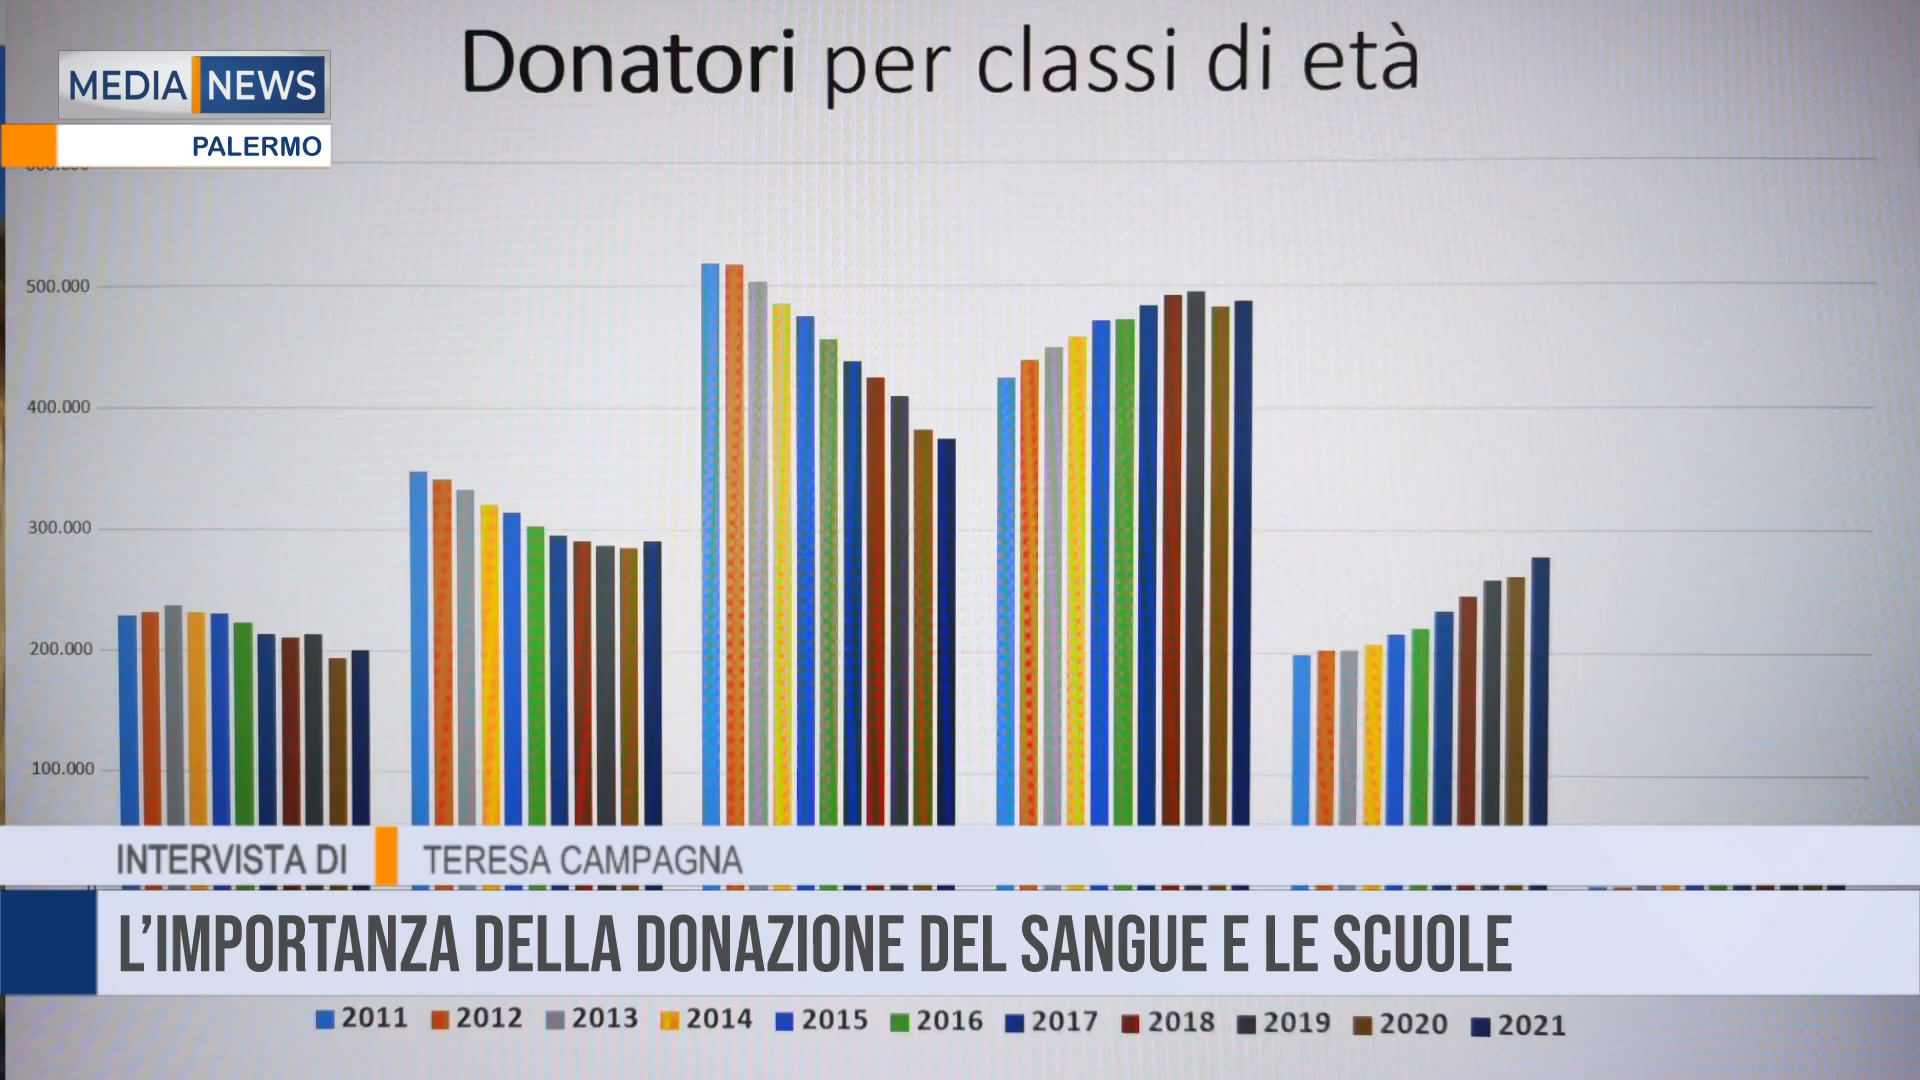 Donatori per classi di età
MEDIA NEWS
PALERMO
500.000
400.000
300.000
200.000
100.000
INTERVISTA DI TERESA CAMPAGNA
L'IMPORTANZA DELLA DONAZIONE DEL SANGUE E LE SCUOLE
2011 2012 2013 2014 2015 2016 2017 2018 2019 2020 2021